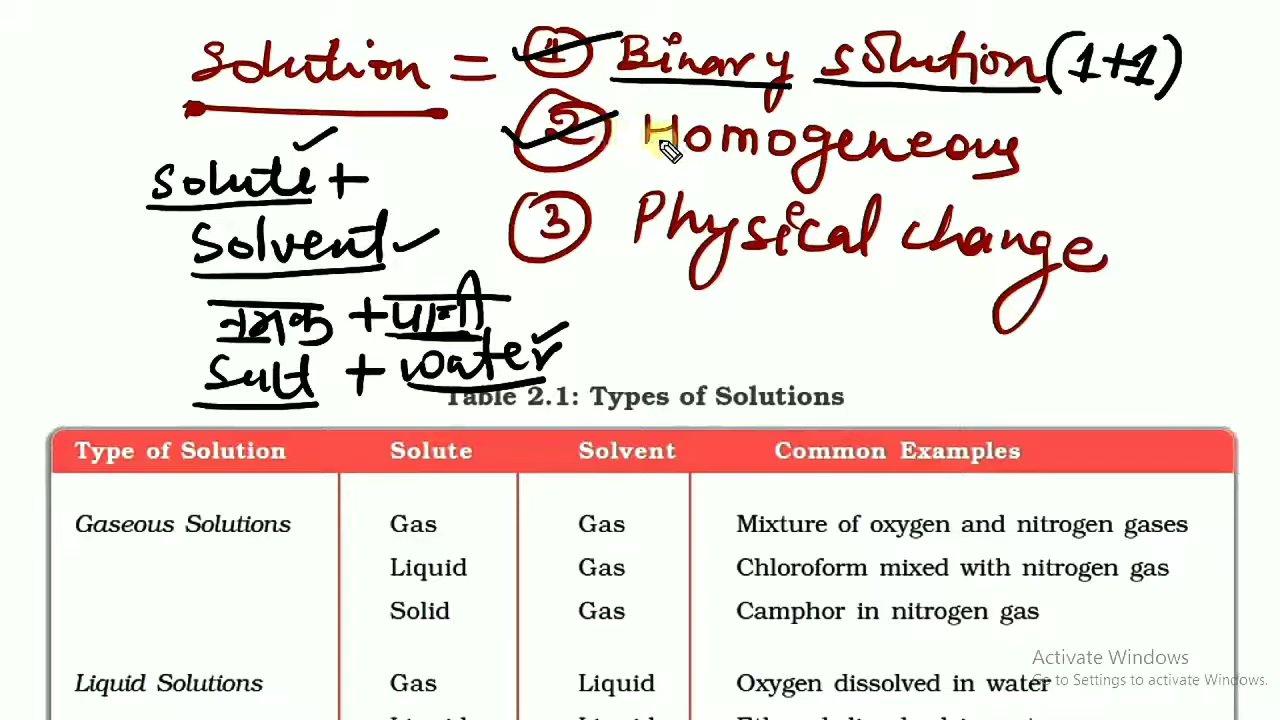 Solution = ① Binary solution (1+1)
② Homogeneous
③ Physical change
Solute +
Solvent
नमक + पानी
Salt + water
Table 2.1: Types of Solutions
Type of Solution Solute Solvent Common Examples
Gaseous Solutions Gas Gas Mixture of oxygen and nitrogen gases
Liquid Gas Chloroform mixed with nitrogen gas
Solid Gas Camphor in nitrogen gas
Liquid Solutions Gas Liquid Oxygen dissolved in water
Activate Windows
Go to Settings to activate Windows.